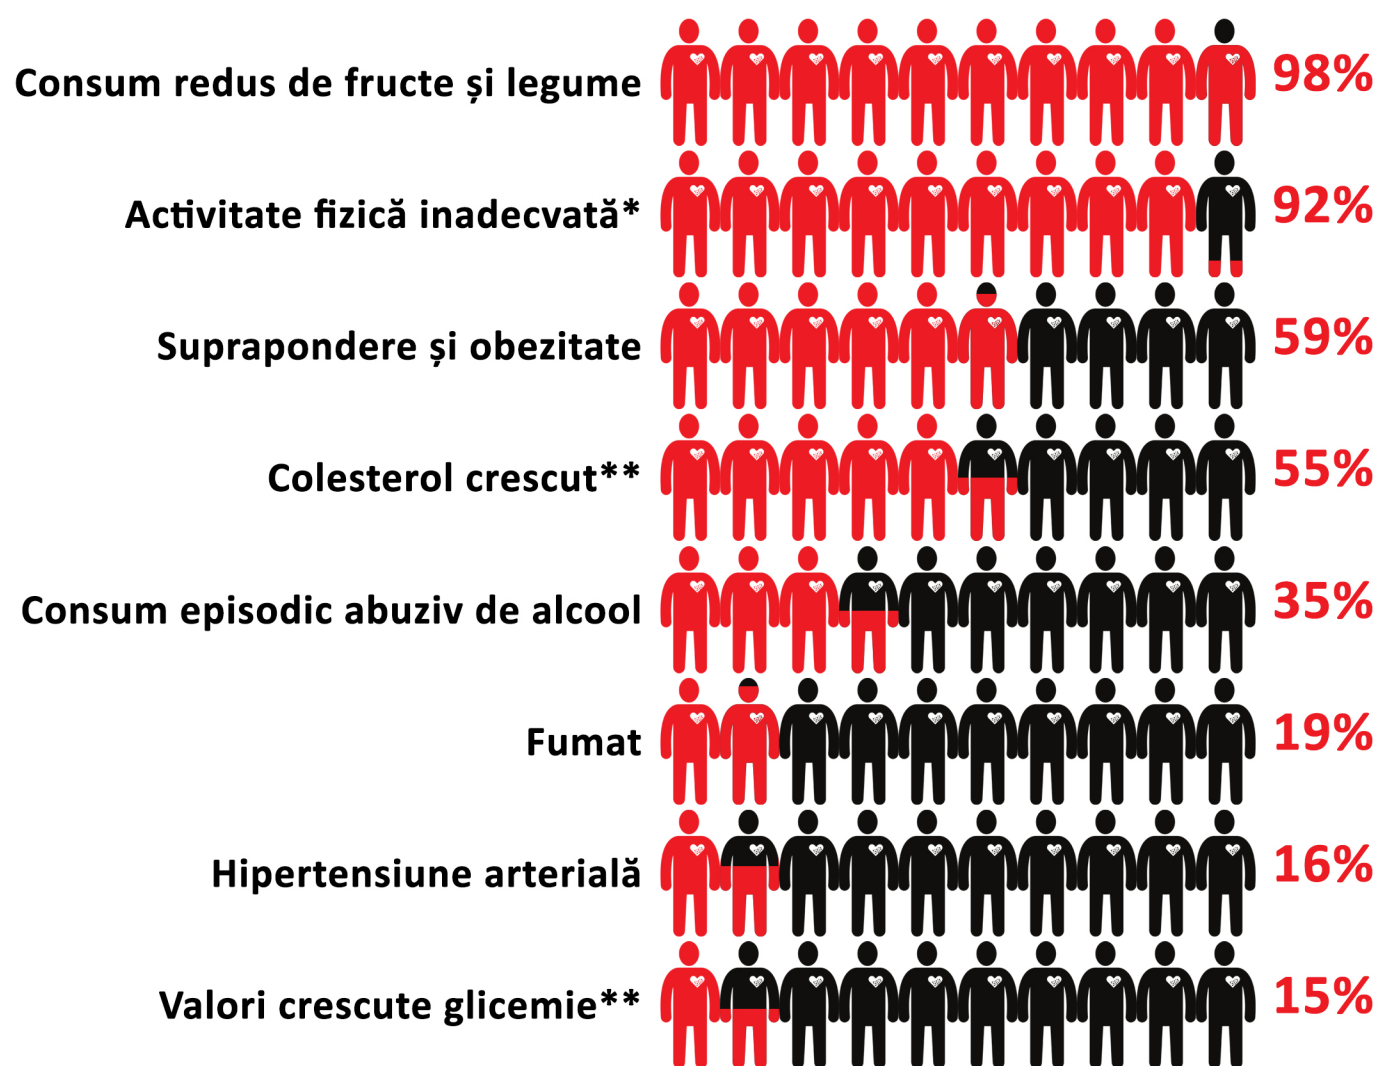 Consum redus de fructe și legume 98%
Activitate fizică inadecvată* 92%
Suprapondere și obezitate 59%
Colesterol crescut** 55%
Consum episodic abuziv de alcool 35%
Fumat 19%
Hipertensiune arterială 16%
Valori crescute glicemie** 15%